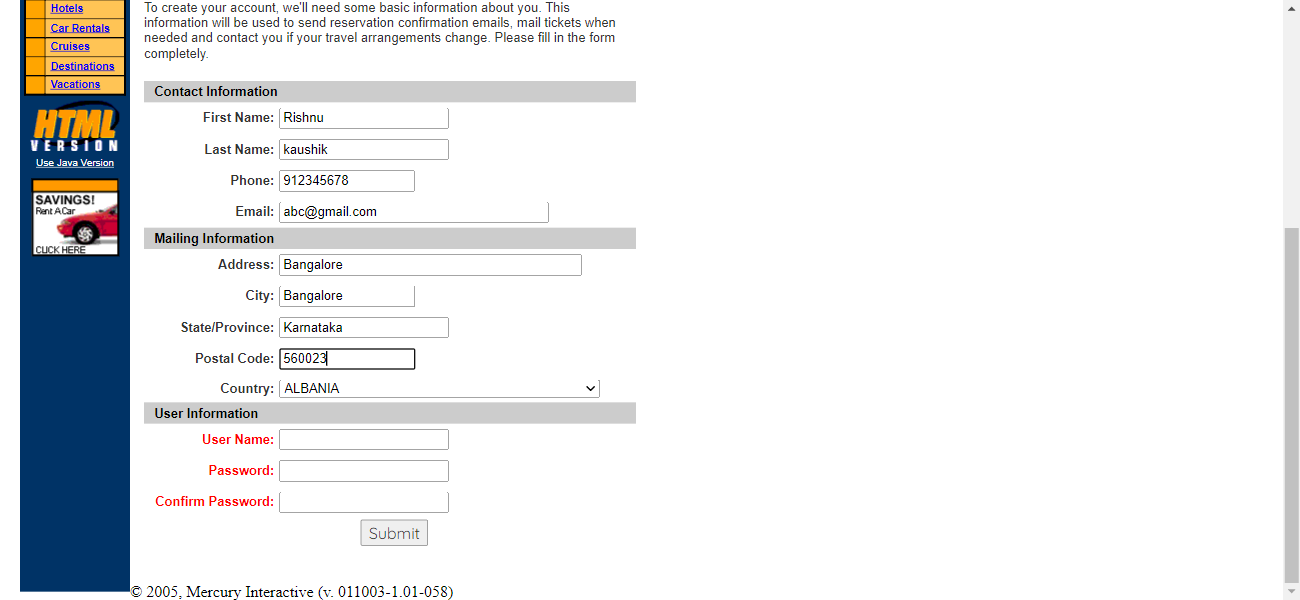 Hotels
Car Rentals
Cruises
Destinations
Vacations
HTML
VERSION
Use Java Version
SAVINGS!
Rent A Car
CLICK HERE
To create your account, we'll need some basic information about you. This
information will be used to send reservation confirmation emails, mail tickets when
needed and contact you if your travel arrangements change. Please fill in the form
completely.
Contact Information
First Name: Rishnu
Last Name: kaushik
Phone: 912345678
Email: abc@gmail.com
Mailing Information
Address: Bangalore
City: Bangalore
State/Province: Karnataka
Postal Code: 560023
Country: ALBANIA
User Information
User Name:
Password:
Confirm Password:
Submit
© 2005, Mercury Interactive (v. 011003-1.01-058)